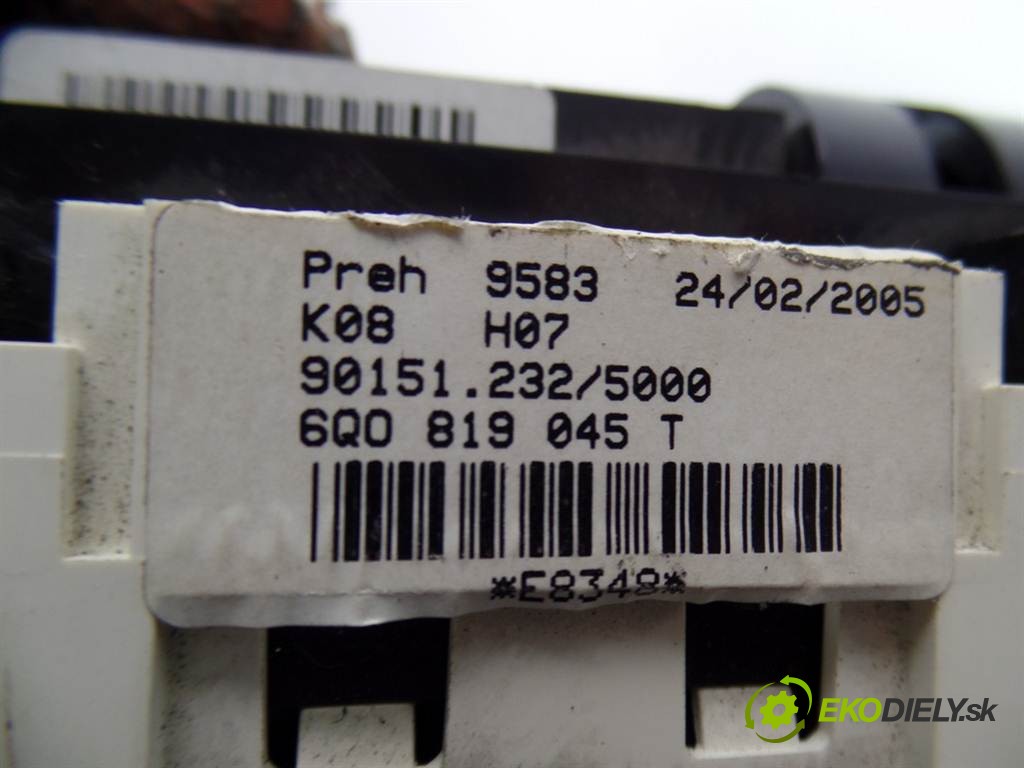 Preh 9583 24/02/2005
K08 H07
90151.232/5000
6Q0 819 045 T
*E8348*
EKODIELY.sk